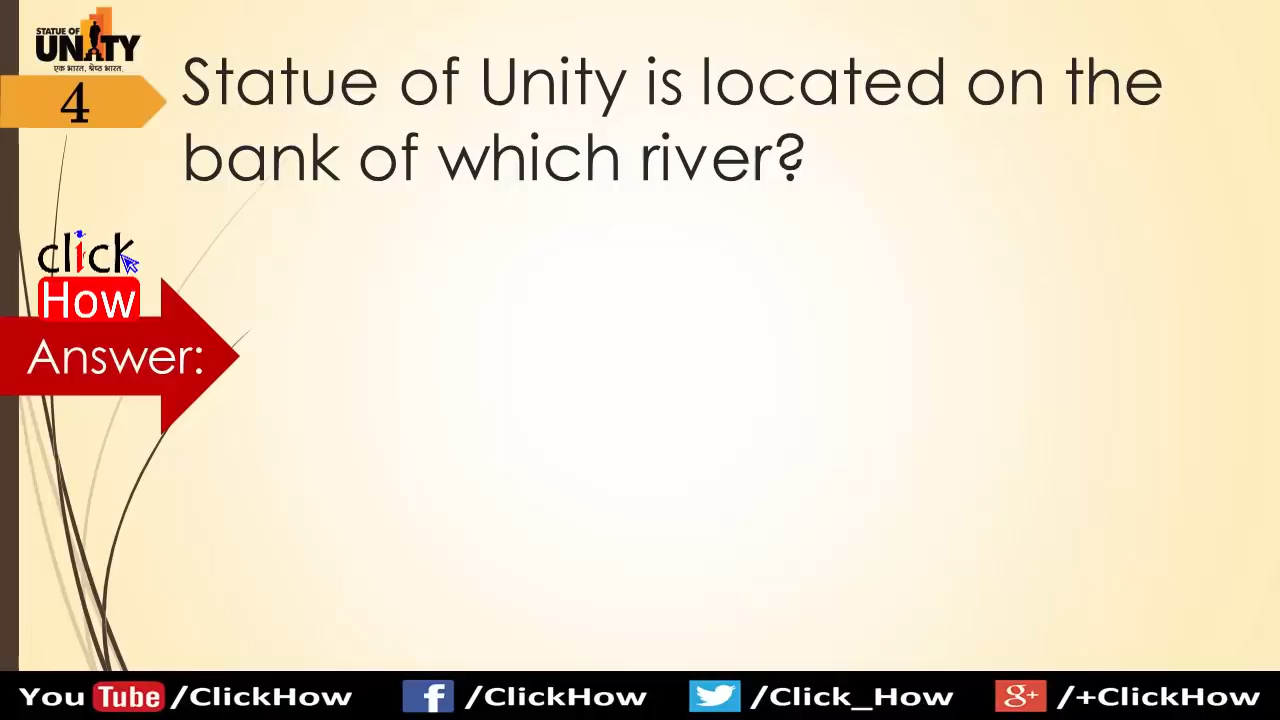 STATUE OF
UNITY
एक भारत, श्रेष्ठ भारत.
4
Statue of Unity is located on the
bank of which river?
click
How
Answer:
You Tube /ClickHow f /ClickHow /Click_How g+ /+ClickHow